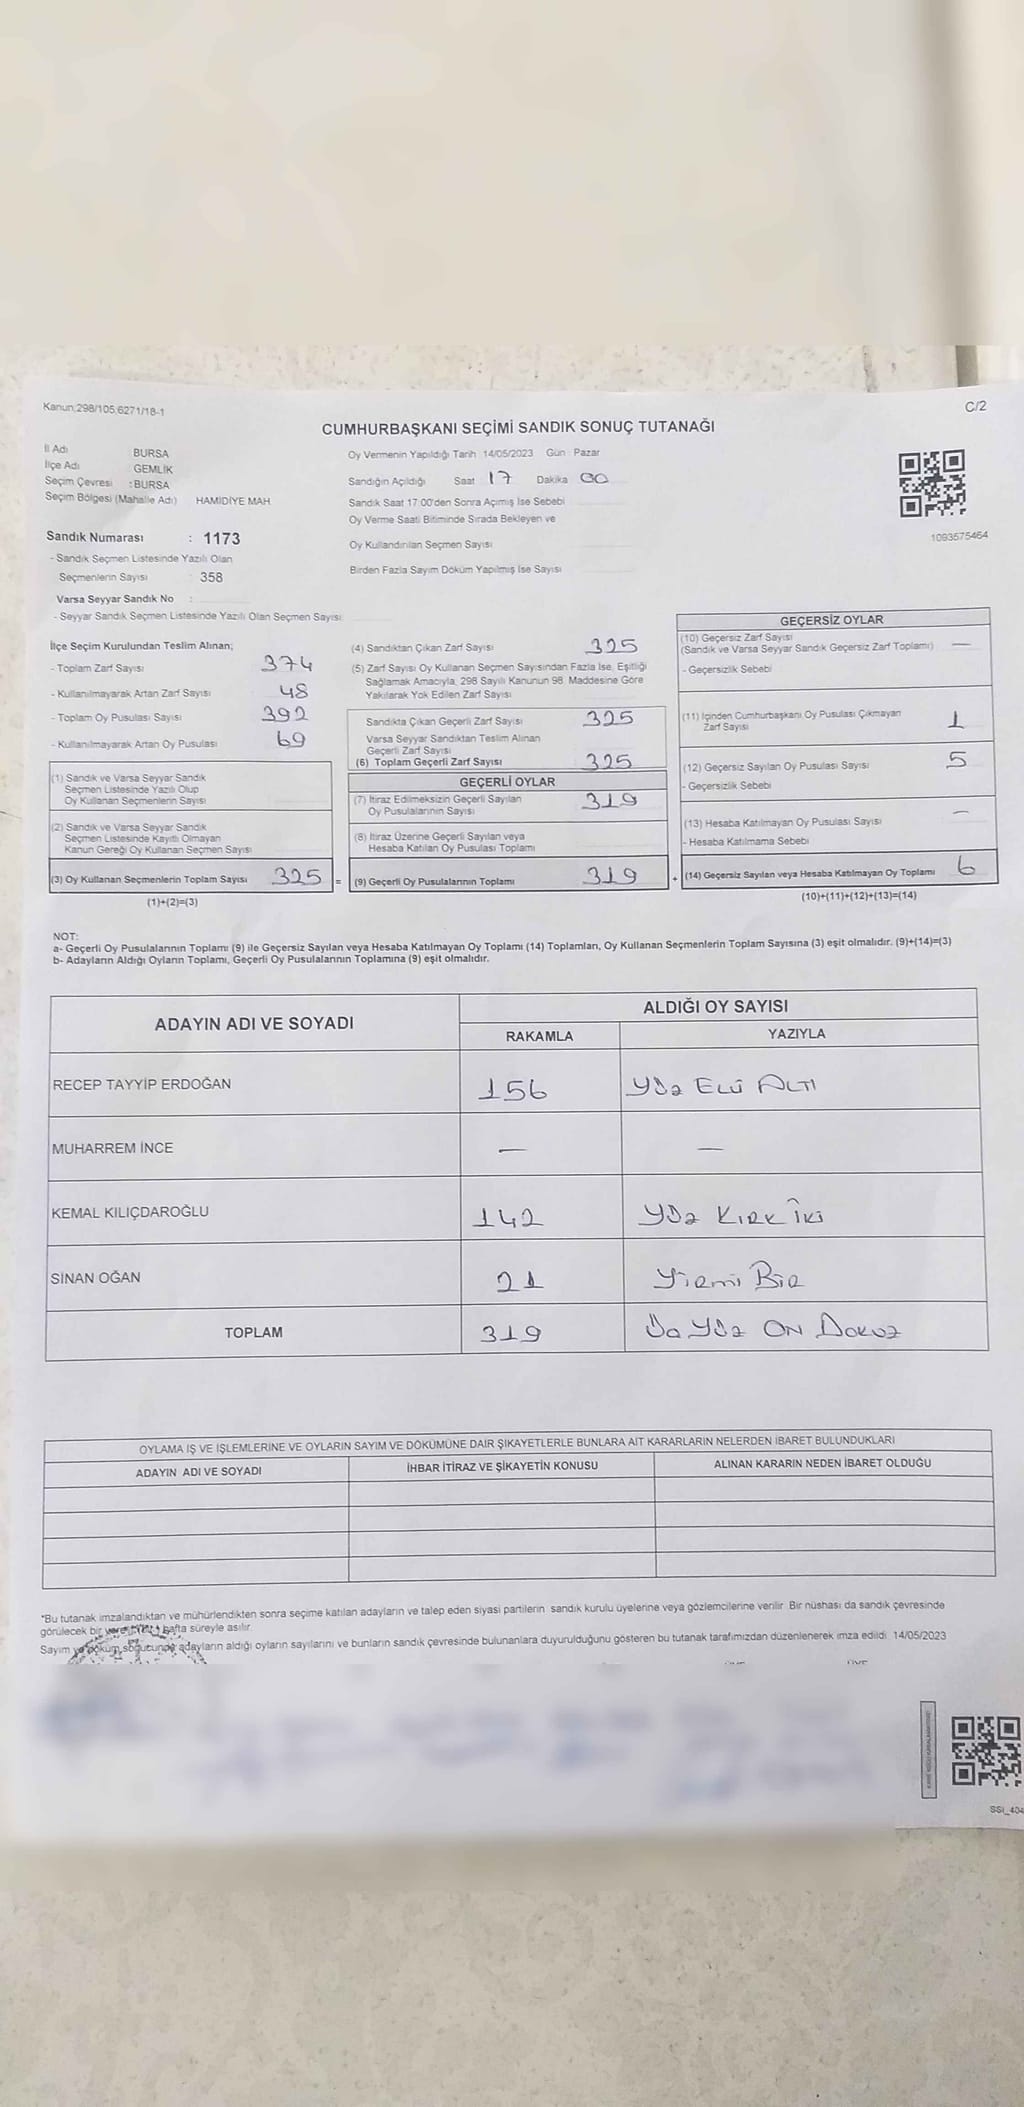 Kanun;298/105,6271/18-1
C/2
CUMHURBAŞKANI SEÇİMİ SANDIK SONUÇ TUTANAĞI
İl Adı BURSA
İlçe Adı GEMLİK
Seçim Çevresi : BURSA
Seçim Bölgesi (Mahalle Adı) HAMİDİYE MAH
Sandık Numarası : 1173
- Sandık Seçmen Listesinde Yazılı Olan
Seçmenlerin Sayısı 358
Varsa Seyyar Sandık No :
- Seyyar Sandık Seçmen Listesinde Yazılı Olan Seçmen Sayısı
Oy Vermenin Yapıldığı Tarih 14/05/2023 Gün Pazar
Sandığın Açıldığı Saat 17 Dakika 00
Sandık Saat 17:00'den Sonra Açımış İse Sebebi
Oy Verme Saati Bitiminde Sırada Bekleyen ve
Oy Kullandırılan Seçmen Sayısı
Birden Fazla Sayım Döküm Yapılmış İse Sayısı
1093575464
İlçe Seçim Kurulundan Teslim Alınan;
- Toplam Zarf Sayısı 374
- Kullanılmayarak Artan Zarf Sayısı 48
- Toplam Oy Pusulası Sayısı 392
- Kullanılmayarak Artan Oy Pusulası 69
(1) Sandık ve Varsa Seyyar Sandık
Seçmen Listesinde Yazılı Olup
Oy Kullanan Seçmenlerin Sayısı
(2) Sandık ve Varsa Seyyar Sandık
Seçmen Listesinde Kayıtlı Olmayan
Kanun Gereği Oy Kullanan Seçmen Sayısı
(3) Oy Kullanan Seçmenlerin Toplam Sayısı 325 =
(1)+(2)=(3)
(4) Sandıktan Çıkan Zarf Sayısı 325
(5) Zarf Sayısı Oy Kullanan Seçmen Sayısından Fazla İse, Eşitliği
Sağlamak Amacıyla, 298 Sayılı Kanunun 98. Maddesine Göre
Yakılarak Yok Edilen Zarf Sayısı
Sandıkta Çıkan Geçerli Zarf Sayısı 325
Varsa Seyyar Sandıktan Teslim Alınan
Geçerli Zarf Sayısı
(6) Toplam Geçerli Zarf Sayısı 325
GEÇERLİ OYLAR
(7) İtiraz Edilmeksizin Geçerli Sayılan 319
Oy Pusulalarının Sayısı
(8) İtiraz Üzerine Geçerli Sayılan veya
Hesaba Katılan Oy Pusulası Toplamı
(9) Geçerli Oy Pusulalarının Toplamı 319 +
GEÇERSİZ OYLAR
(10) Geçersiz Zarf Sayısı
(Sandık ve Varsa Seyyar Sandık Geçersiz Zarf Toplamı) —
- Geçersizlik Sebebi
(11) İçinden Cumhurbaşkanı Oy Pusulası Çıkmayan
Zarf Sayısı 1
(12) Geçersiz Sayılan Oy Pusulası Sayısı 5
- Geçersizlik Sebebi
(13) Hesaba Katılmayan Oy Pusulası Sayısı —
- Hesaba Katılmama Sebebi
(14) Geçersiz Sayılan veya Hesaba Katılmayan Oy Toplamı 6
(10)+(11)+(12)+(13)=(14)
NOT:
a- Geçerli Oy Pusulalarının Toplamı (9) ile Geçersiz Sayılan veya Hesaba Katılmayan Oy Toplamı (14) Toplamları, Oy Kullanan Seçmenlerin Toplam Sayısına (3) eşit olmalıdır. (9)+(14)=(3)
b- Adayların Aldığı Oyların Toplamı, Geçerli Oy Pusulalarının Toplamına (9) eşit olmalıdır.
ADAYIN ADI VE SOYADI ALDIĞI OY SAYISI
RAKAMLA YAZIYLA
RECEP TAYYİP ERDOĞAN 156 Yüz Elli Altı
MUHARREM İNCE — —
KEMAL KILIÇDAROĞLU 142 Yüz Kırk İki
SİNAN OĞAN 21 Yirmi Bir
TOPLAM 319 Üç Yüz On Dokuz
OYLAMA İŞ VE İŞLEMLERİNE VE OYLARIN SAYIM VE DÖKÜMÜNE DAİR ŞİKAYETLERLE BUNLARA AİT KARARLARIN NELERDEN İBARET BULUNDUKLARI
ADAYIN ADI VE SOYADI İHBAR İTİRAZ VE ŞİKAYETİN KONUSU ALINAN KARARIN NEDEN İBARET OLDUĞU
*Bu tutanak imzalandıktan ve mühürlendikten sonra seçime katılan adayların ve talep eden siyasi partilerin sandık kurulu üyelerine veya gözlemcilerine verilir. Bir nüshası da sandık çevresinde
görülecek bir yere hafta süreyle asılır.
Sayım ve döküm sonucunda adayların aldığı oyların sayılarını ve bunların sandık çevresinde bulunanlara duyurulduğunu gösteren bu tutanak tarafımızdan düzenlenerek imza edildi. 14/05/2023
SSi_404